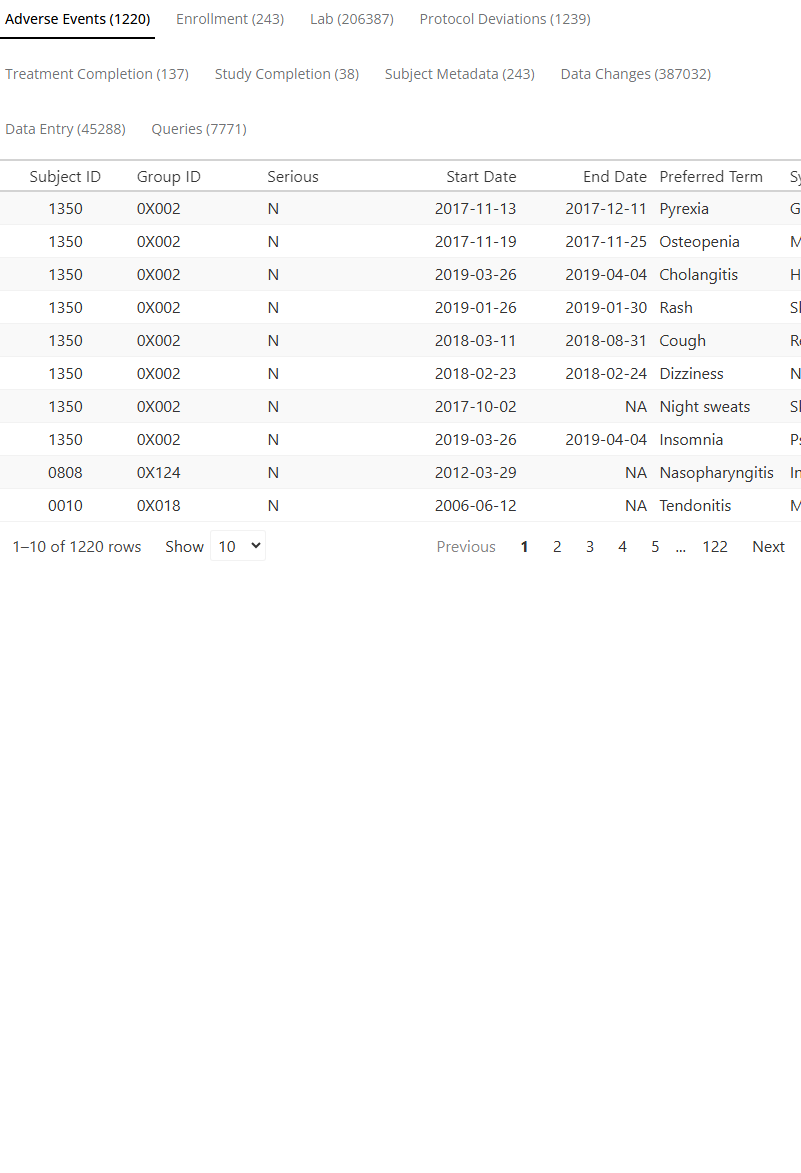 Adverse Events (1220) Enrollment (243) Lab (206387) Protocol Deviations (1239)
Treatment Completion (137) Study Completion (38) Subject Metadata (243) Data Changes (387032)
Data Entry (45288) Queries (7771)
Subject ID Group ID Serious Start Date End Date Preferred Term
1350 0X002 N 2017-11-13 2017-12-11 Pyrexia
1350 0X002 N 2017-11-19 2017-11-25 Osteopenia
1350 0X002 N 2019-03-26 2019-04-04 Cholangitis
1350 0X002 N 2019-01-26 2019-01-30 Rash
1350 0X002 N 2018-03-11 2018-08-31 Cough
1350 0X002 N 2018-02-23 2018-02-24 Dizziness
1350 0X002 N 2017-10-02 NA Night sweats
1350 0X002 N 2019-03-26 2019-04-04 Insomnia
0808 0X124 N 2012-03-29 NA Nasopharyngitis
0010 0X018 N 2006-06-12 NA Tendonitis
1–10 of 1220 rows Show 10 Previous 1 2 3 4 5 ... 122 Next